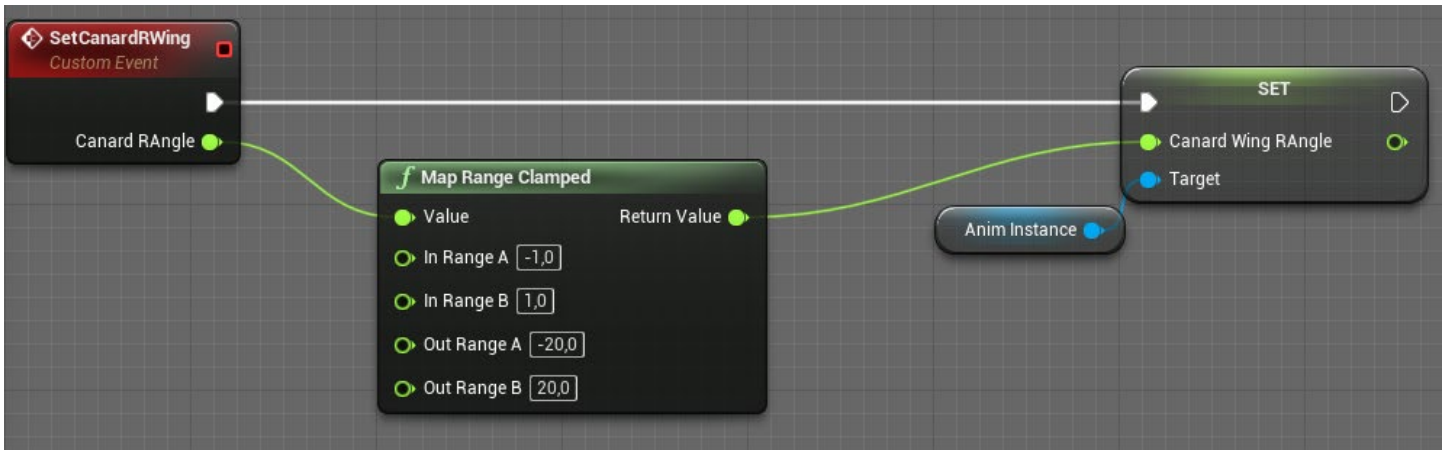 SetCanardRWing
Custom Event
Canard RAngle
f Map Range Clamped
Value Return Value
In Range A -1,0
In Range B 1,0
Out Range A -20,0
Out Range B 20,0
Anim Instance
SET
Canard Wing RAngle
Target